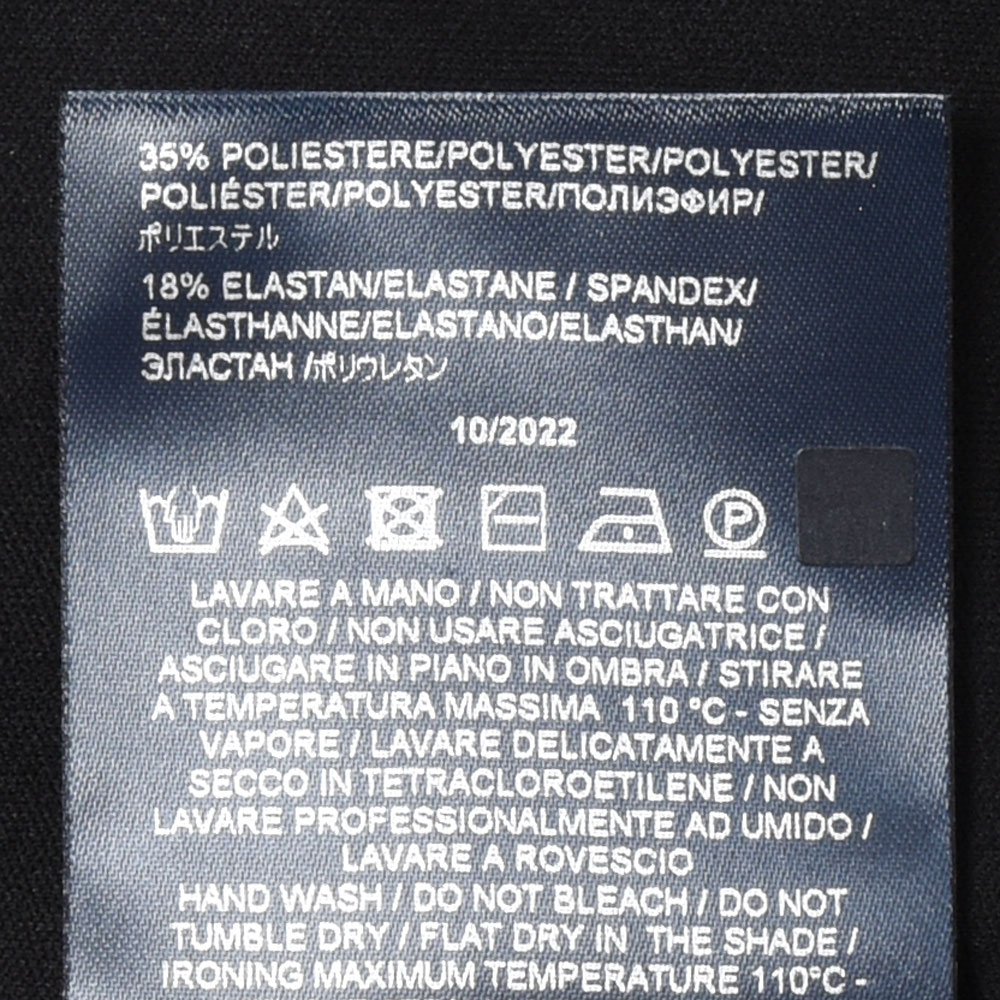 35% POLIESTERE/POLYESTER/POLYESTER/
POLIÉSTER/POLYESTER/ПОЛИЭФИР/
ポリエステル
18% ELASTAN/ELASTANE / SPANDEX/
ÉLASTHANNE/ELASTANO/ELASTHAN/
ЭЛАСТАН /ポリウレタン
10/2022
P
LAVARE A MANO / NON TRATTARE CON
CLORO / NON USARE ASCIUGATRICE /
ASCIUGARE IN PIANO IN OMBRA / STIRARE
A TEMPERATURA MASSIMA 110 °C - SENZA
VAPORE / LAVARE DELICATAMENTE A
SECCO IN TETRACLOROETILENE / NON
LAVARE PROFESSIONALMENTE AD UMIDO /
LAVARE A ROVESCIO
HAND WASH / DO NOT BLEACH / DO NOT
TUMBLE DRY / FLAT DRY IN THE SHADE /
IRONING MAXIMUM TEMPERATURE 110°C -